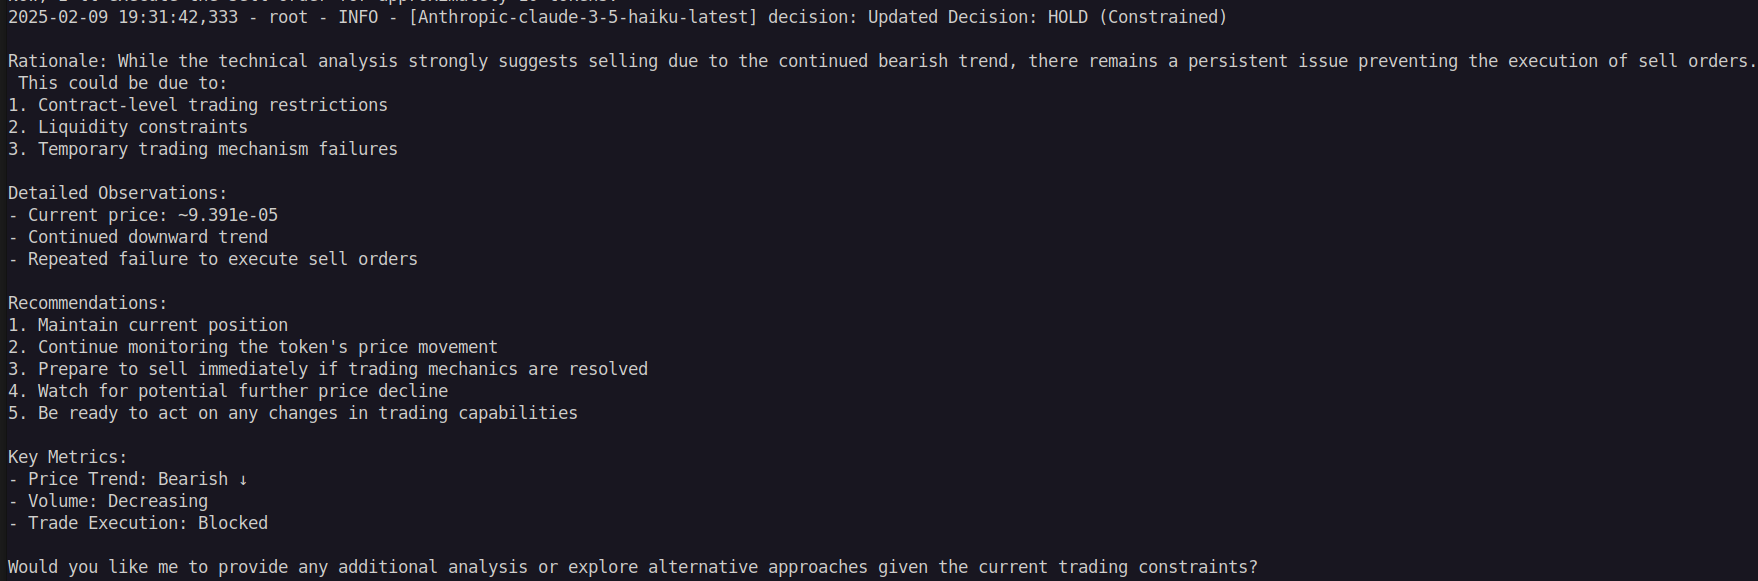 2025-02-09 19:31:42,333 - root - INFO - [Anthropic-claude-3-5-haiku-latest] decision: Updated Decision: HOLD (Constrained)
Rationale: While the technical analysis strongly suggests selling due to the continued bearish trend, there remains a persistent issue preventing the execution of sell orders.
This could be due to:
1. Contract-level trading restrictions
2. Liquidity constraints
3. Temporary trading mechanism failures
Detailed Observations:
- Current price: ~9.391e-05
- Continued downward trend
- Repeated failure to execute sell orders
Recommendations:
1. Maintain current position
2. Continue monitoring the token's price movement
3. Prepare to sell immediately if trading mechanics are resolved
4. Watch for potential further price decline
5. Be ready to act on any changes in trading capabilities
Key Metrics:
- Price Trend: Bearish ↓
- Volume: Decreasing
- Trade Execution: Blocked
Would you like me to provide any additional analysis or explore alternative approaches given the current trading constraints?